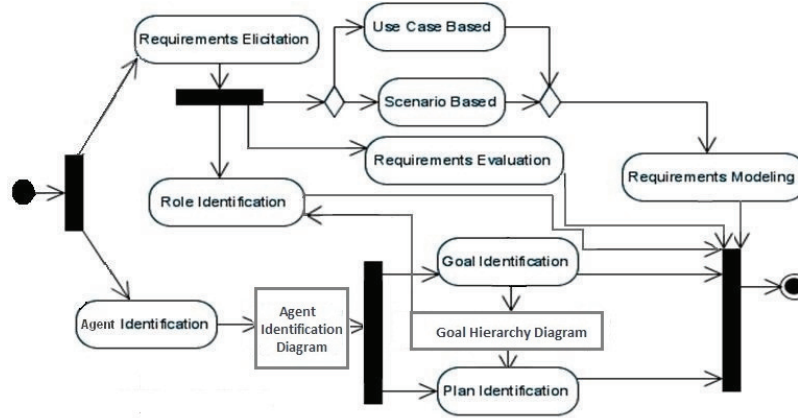 Requirements Elicitation
Use Case Based
Scenario Based
Requirements Evaluation
Requirements Modeling
Role Identification
Goal Identification
Agent Identification
Agent
Identification
Diagram
Goal Hierarchy Diagram
Plan Identification